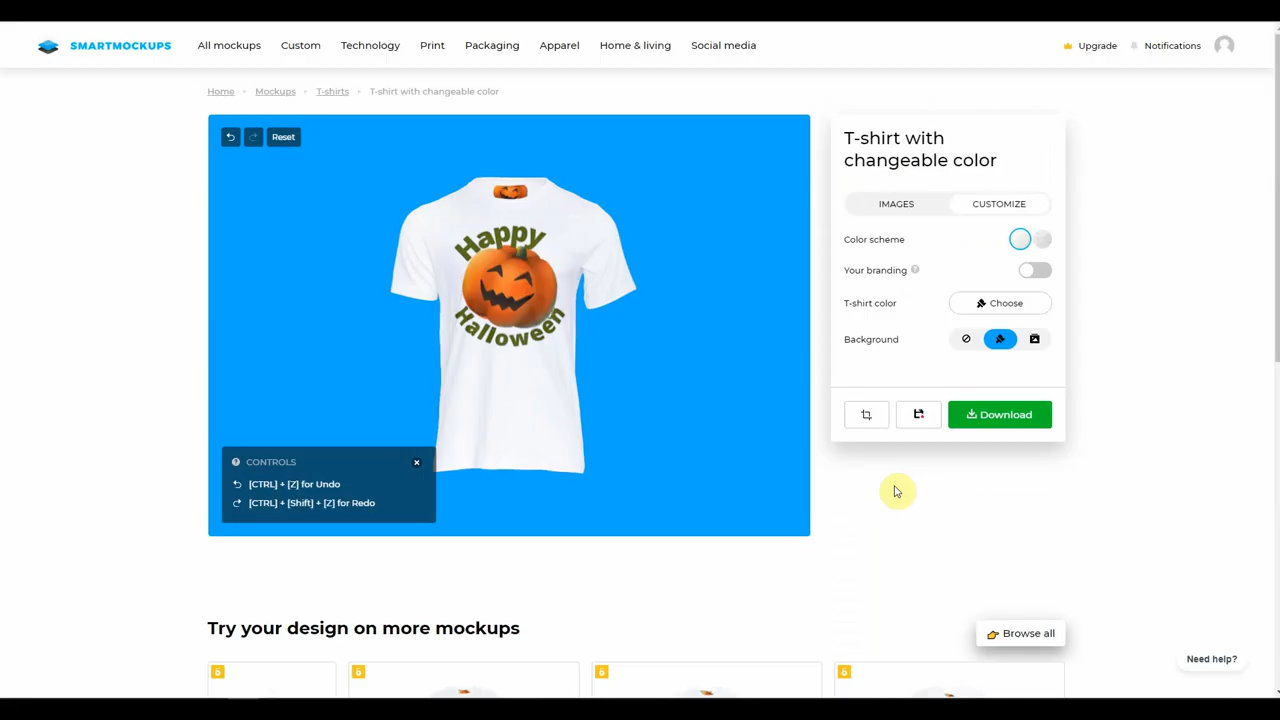 SMARTMOCKUPS
All mockups Custom Technology Print Packaging Apparel Home & living Social media
Upgrade Notifications
Home Mockups T-shirts T-shirt with changeable color
Reset
Happy
Halloween
CONTROLS
[CTRL] + [Z] for Undo
[CTRL] + [Shift] + [Z] for Redo
T-shirt with
changeable color
IMAGES CUSTOMIZE
Color scheme
Your branding
T-shirt color Choose
Background
Download
Try your design on more mockups
Browse all
Need help?